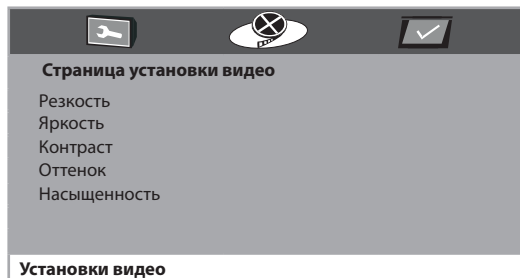 Страница установки видео
Резкость
Яркость
Контраст
Оттенок
Насыщенность
Установки видео